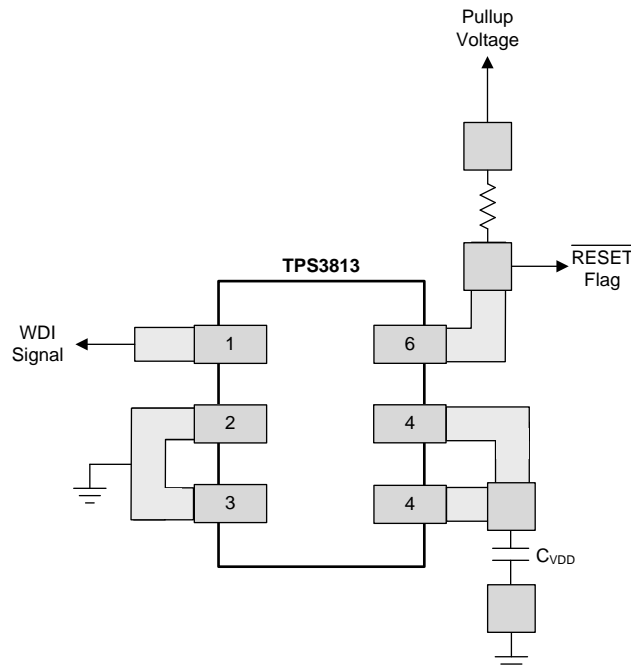 Pullup
Voltage
TPS3813
RESET
Flag
WDI
Signal
1
6
2
4
3
4
CVDD